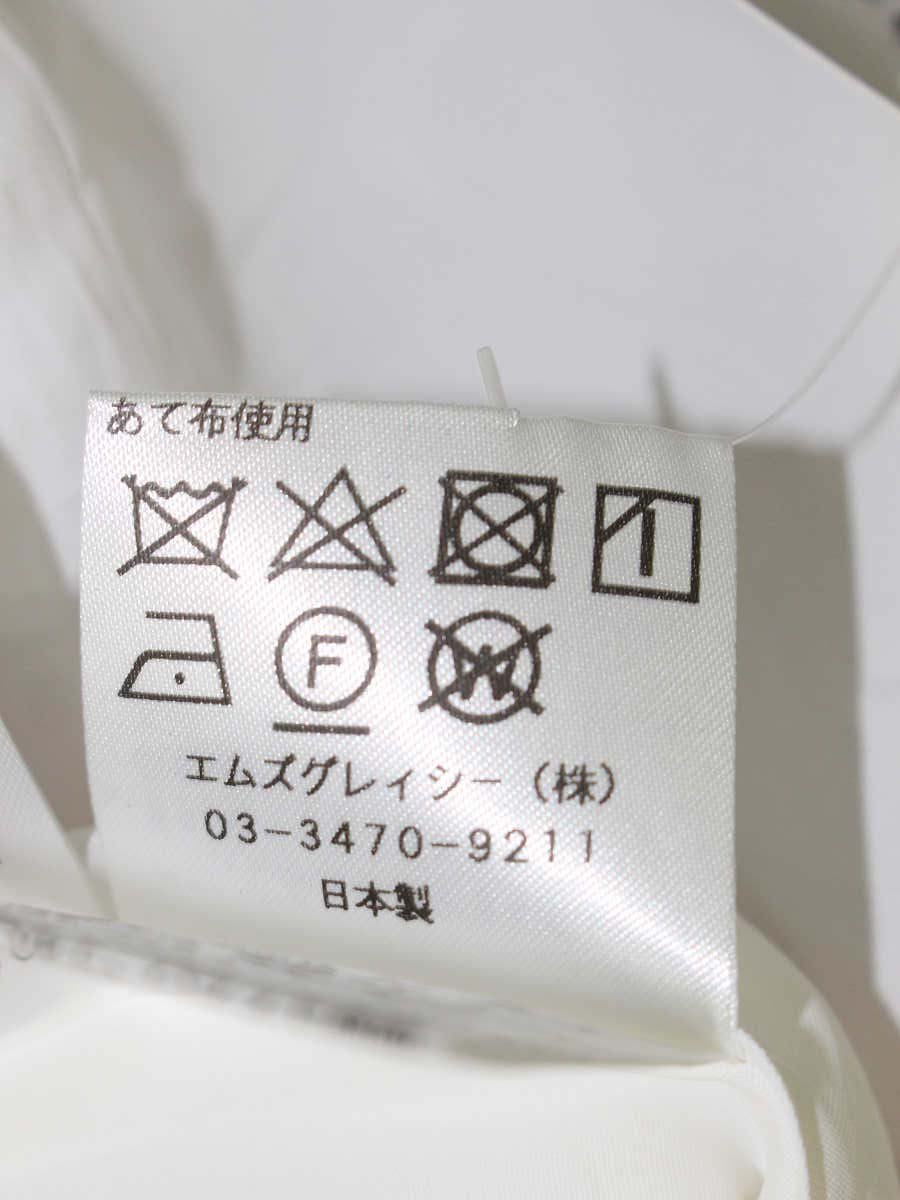 あて布使用
F W
エムズグレイシー（株）
03-3470-9211
日本製